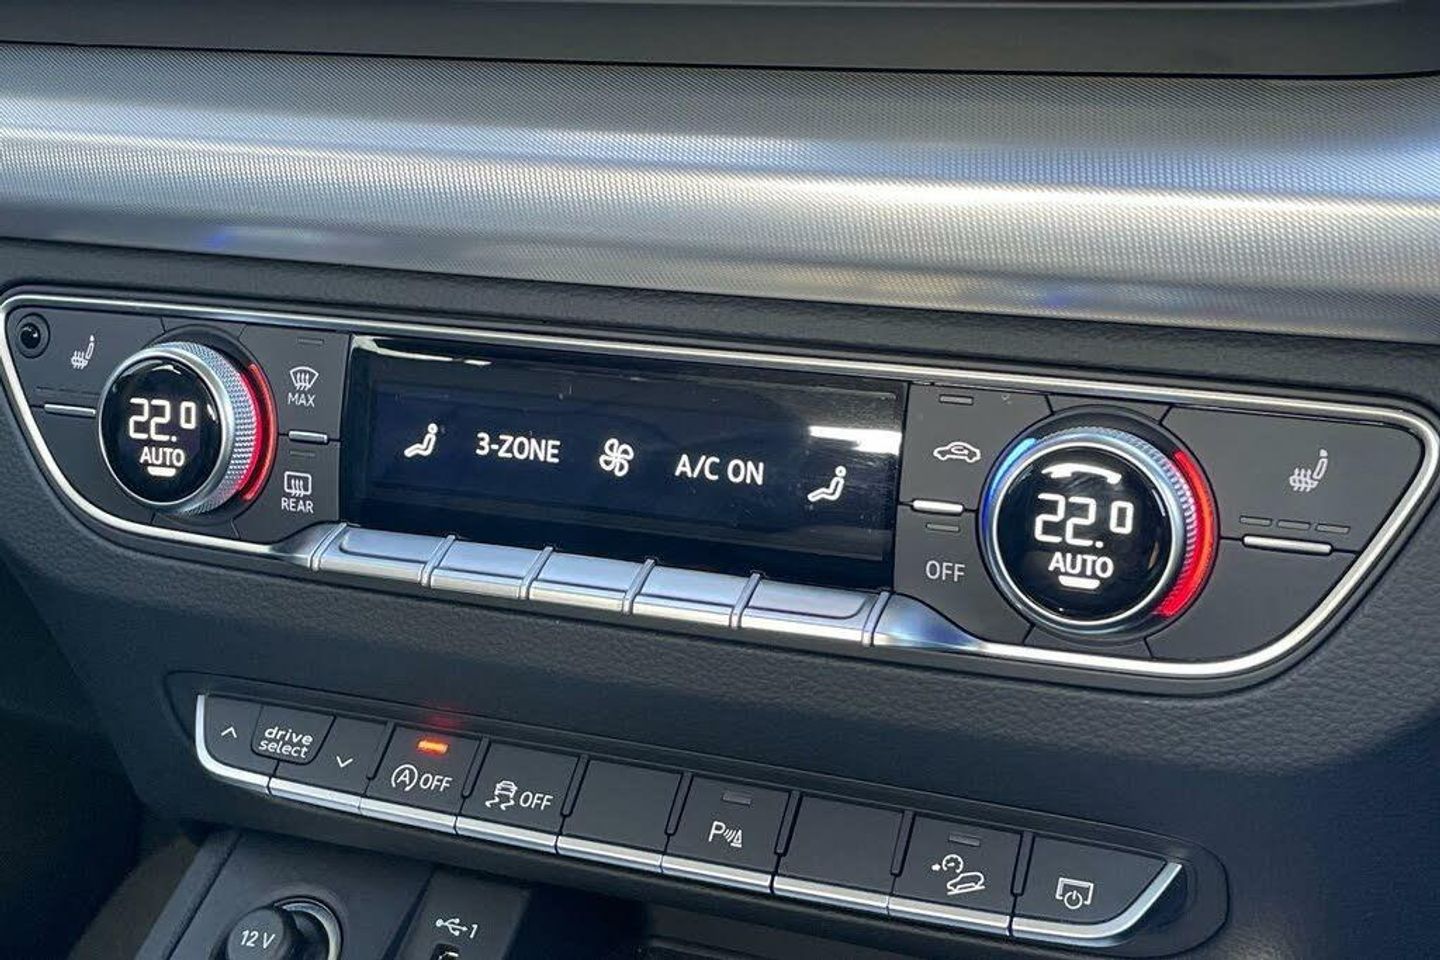 22.0
AUTO
MAX
REAR
3-ZONE
A/C ON
OFF
22.0
AUTO
drive
select
A OFF
OFF
P
12 V
1